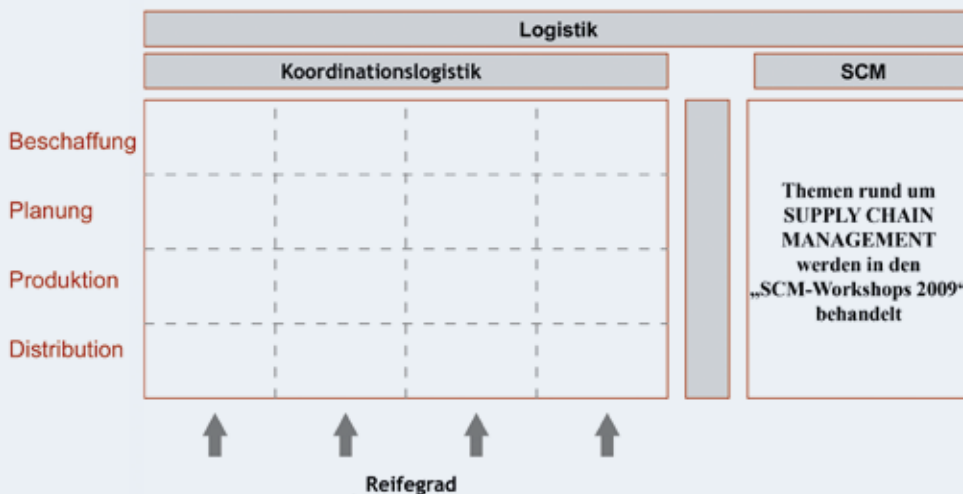 Logistik
Koordinationslogistik
SCM
Beschaffung
Planung
Produktion
Distribution
Themen rund um
SUPPLY CHAIN
MANAGEMENT
werden in den
„SCM-Workshops 2009“
behandelt
Reifegrad